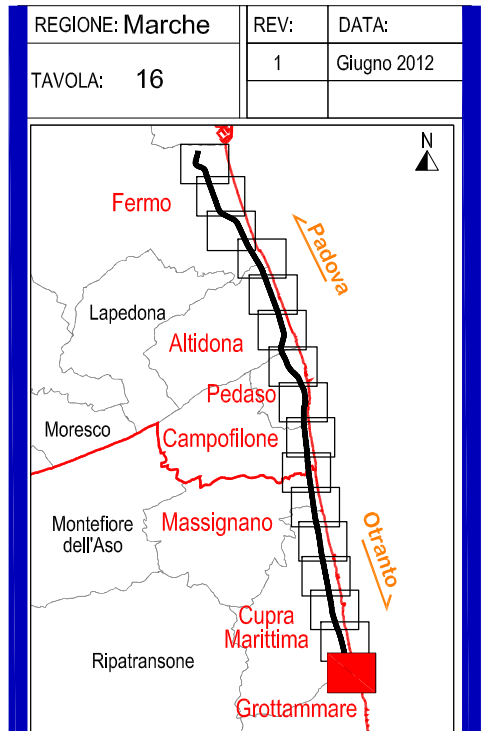 REGIONE: Marche
REV:
DATA:
TAVOLA: 16
1
Giugno 2012
N
Fermo
Padova
Lapedona
Altidona
Pedaso
Moresco
Campofilone
Montefiore
dell'Aso
Massignano
Otranto
Cupra
Marittima
Ripatransone
Grottammare